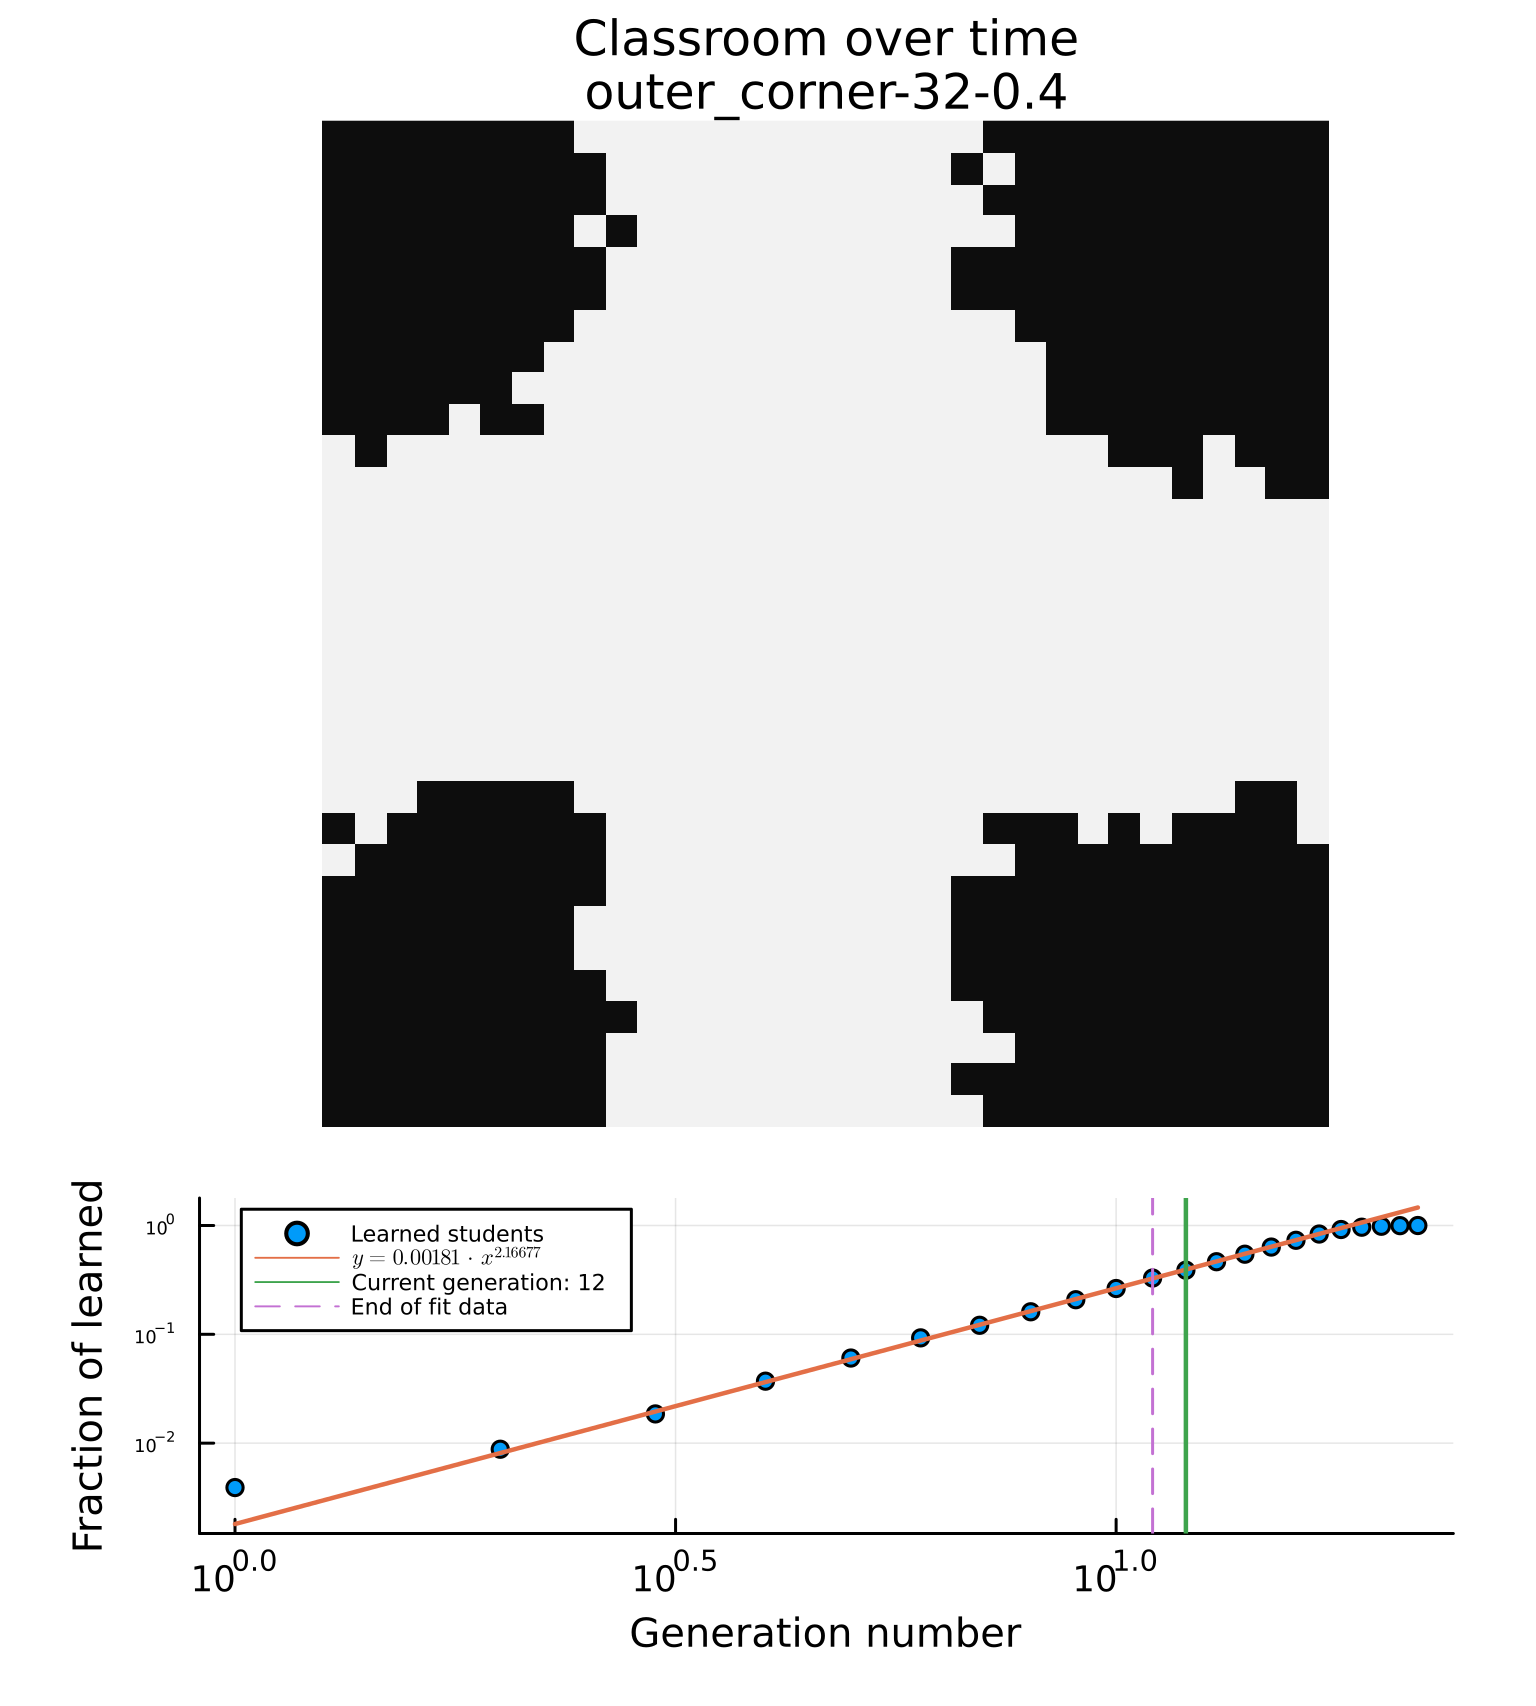 Classroom over time
outer_corner-32-0.4
Fraction of learned
10⁰
10⁻¹
10⁻²
Learned students
y = 0.00181 · x^2.16677
Current generation: 12
End of fit data
10^0.0
10^0.5
10^1.0
Generation number